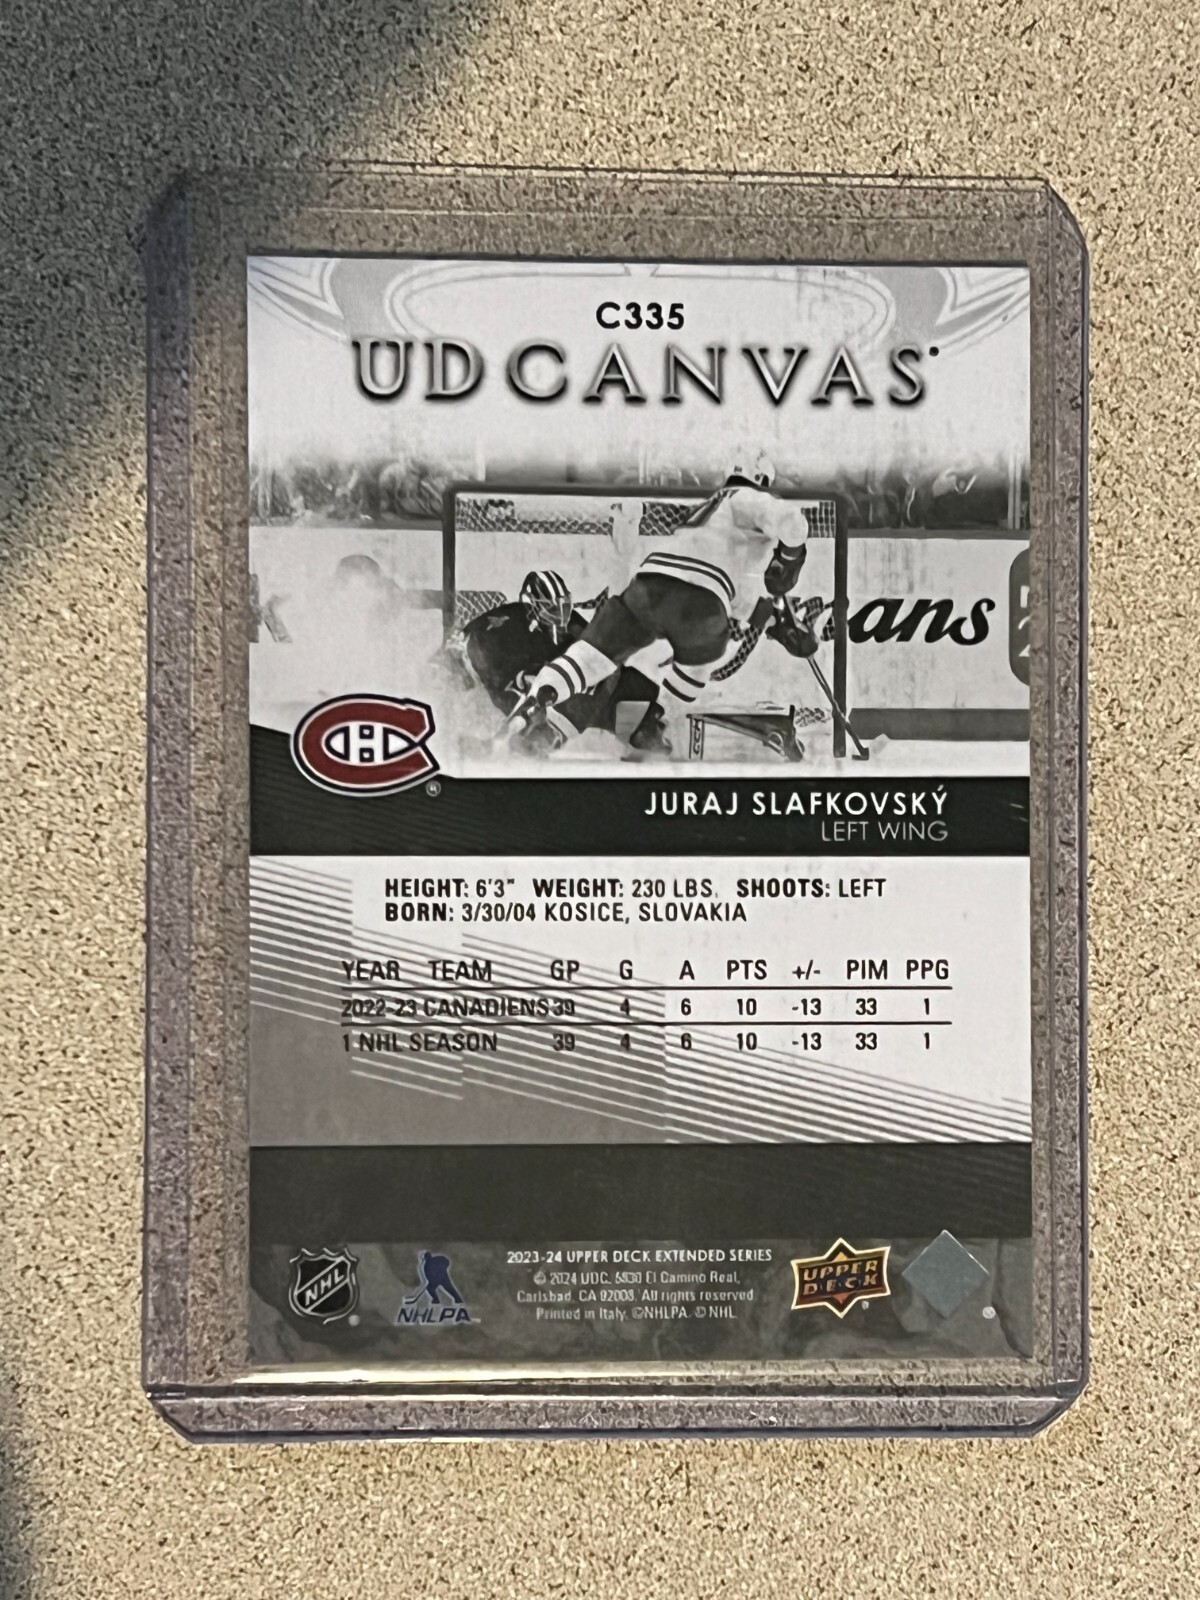 C335
UD CANVAS
ans
CCM
JURAJ SLAFKOVSKÝ
LEFT WING
HEIGHT: 6'3" WEIGHT: 230 LBS. SHOOTS: LEFT
BORN: 3/30/04 KOSICE, SLOVAKIA
YEAR TEAM GP G A PTS +/- PIM PPG
2022-23 CANADIENS 39 4 6 10 -13 33 1
1 NHL SEASON 39 4 6 10 -13 33 1
2023-24 UPPER DECK EXTENDED SERIES
© 2024 UDC, 5830 El Camino Real,
Carlsbad, CA 92008. All rights reserved.
Printed in Italy. ©NHLPA. © NHL.
NHL ®
NHLPA
UPPER DECK ®
®